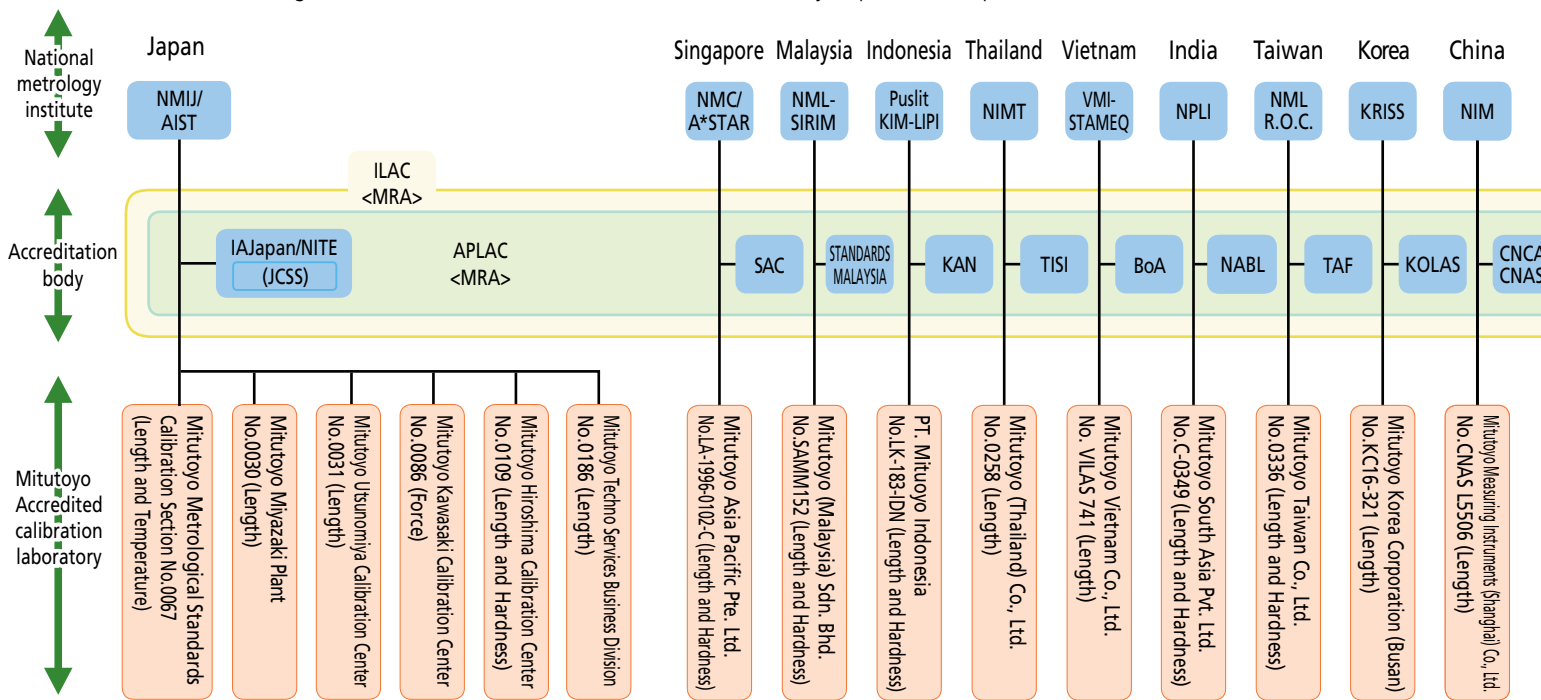 National
metrology
institute
Japan
Singapore
Malaysia
Indonesia
Thailand
Vietnam
India
Taiwan
Korea
China
NMIJ/
AIST
NMC/
A*STAR
NML-
SIRIM
Puslit
KIM-LIPI
NIMT
VMI-
STAMEQ
NPLI
NML
R.O.C.
KRISS
NIM
ILAC
<MRA>
Accreditation
body
IAJapan/NITE
(JCSS)
APLAC
<MRA>
SAC
STANDARDS
MALAYSIA
KAN
TISI
BoA
NABL
TAF
KOLAS
CNCA
CNAS
Mitutoyo
Accredited
calibration
laboratory
Mitutoyo Metrological Standards
Calibration Section No.0067
(Length and Temperature)
Mitutoyo Miyazaki Plant
No.0030 (Length)
Mitutoyo Utsunomiya Calibration Center
No.0031 (Length)
Mitutoyo Kawasaki Calibration Center
No.0086 (Force)
Mitutoyo Hiroshima Calibration Center
No.0109 (Length and Hardness)
Mitutoyo Techno Services Business Division
No.0186 (Length)
Mitutoyo Asia Pacific Pte. Ltd.
No.LA-1996-0102-C (Length and Hardness)
Mitutoyo (Malaysia) Sdn. Bhd.
No.SAMM152 (Length and Hardness)
PT. Mituoyo Indonesia
No.LK-183-IDN (Length and Hardness)
Mitutoyo (Thailand) Co., Ltd.
No.0258 (Length)
Mitutoyo Vietnam Co., Ltd.
No. VILAS 741 (Length)
Mitutoyo South Asia Pvt. Ltd.
No.C-0349 (Length and Hardness)
Mitutoyo Taiwan Co., Ltd.
No.0336 (Length and Hardness)
Mitutoyo Korea Corporation (Busan)
No.KC16-321 (Length)
Mitutoyo Measuring Instruments (Shanghai) Co., Ltd.
No.CNAS L5506 (Length)